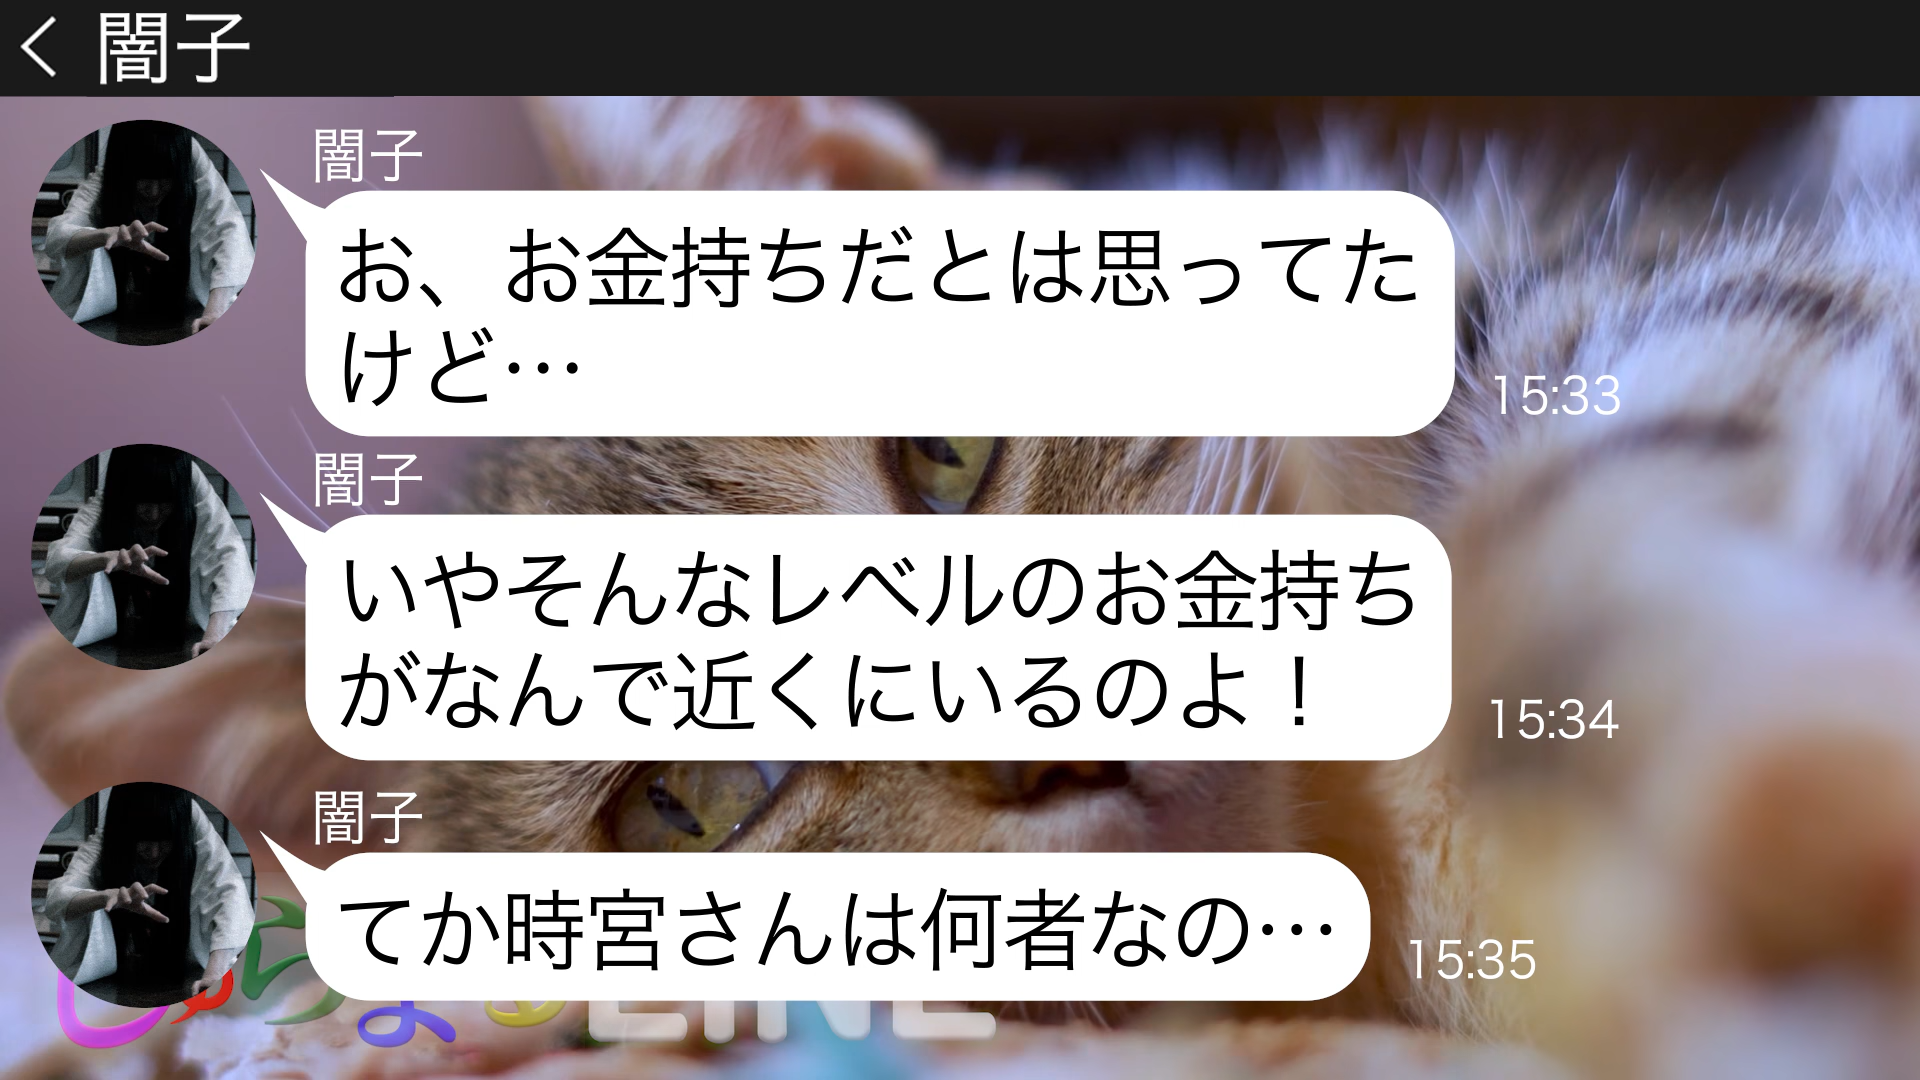 闇子
闇子
お、お金持ちだとは思ってた
けど…
15:33
闇子
いやそんなレベルのお金持ち
がなんで近くにいるのよ！
15:34
闇子
てか時宮さんは何者なの…
15:35
LINE